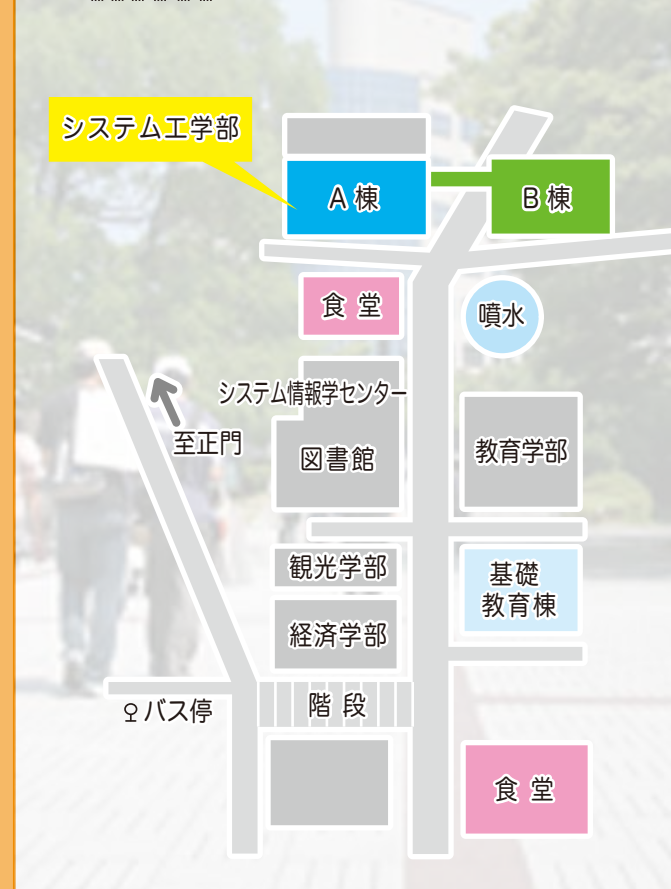 システム工学部
A棟
B棟
食堂
噴水
システム情報学センター
至正門
図書館
教育学部
観光学部
基礎
教育棟
経済学部
階段
バス停
食堂